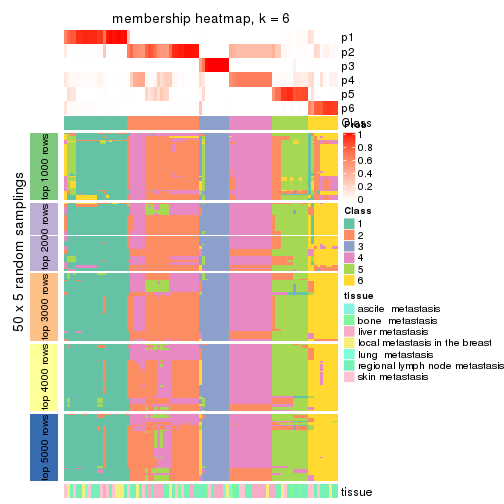 membership heatmap, k = 6
p1
p2
p3
p4
p5
p6
Class
Prob
1
0.8
0.6
0.4
0.2
0
Class
1
2
3
4
5
6
tissue
ascite metastasis
bone metastasis
liver metastasis
local metastasis in the breast
lung metastasis
regional lymph node metastasis
skin metastasis
50 x 5 random samplings
top 1000 rows
top 2000 rows
top 3000 rows
top 4000 rows
top 5000 rows
tissue